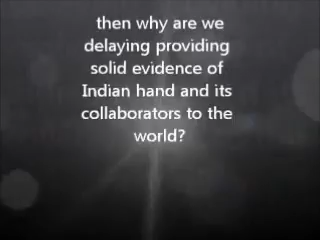 then why are we
delaying providing
solid evidence of
Indian hand and its
collaborators to the
world?